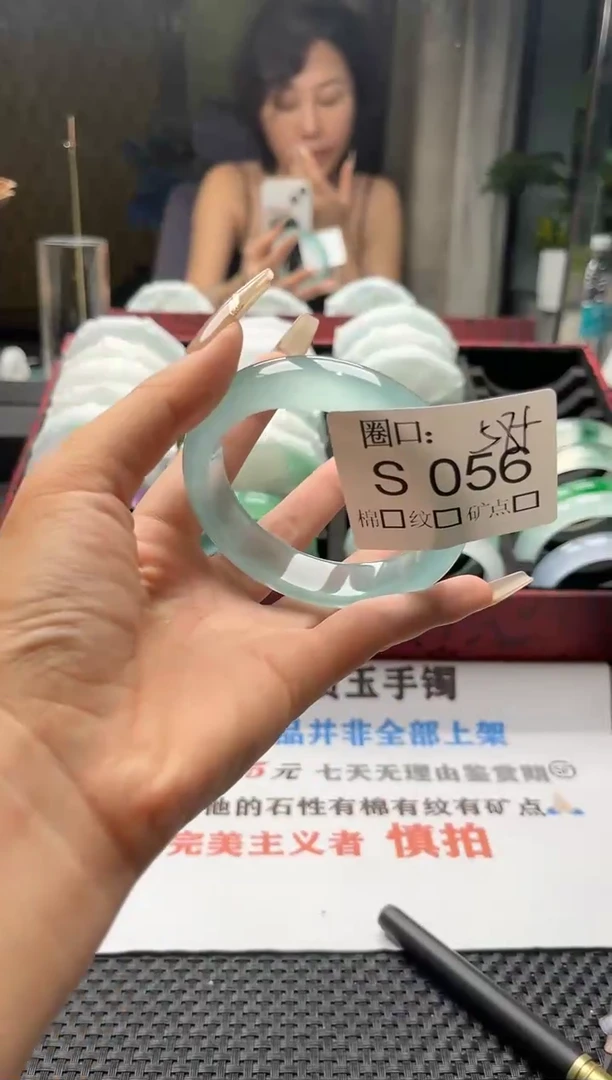 圈口：
S 056
棉□纹□矿点□
玉手镯
品并非全部上架
5元 七天无理由鉴赏期
他的石性有棉有纹有矿点🙏
完美主义者 慎拍